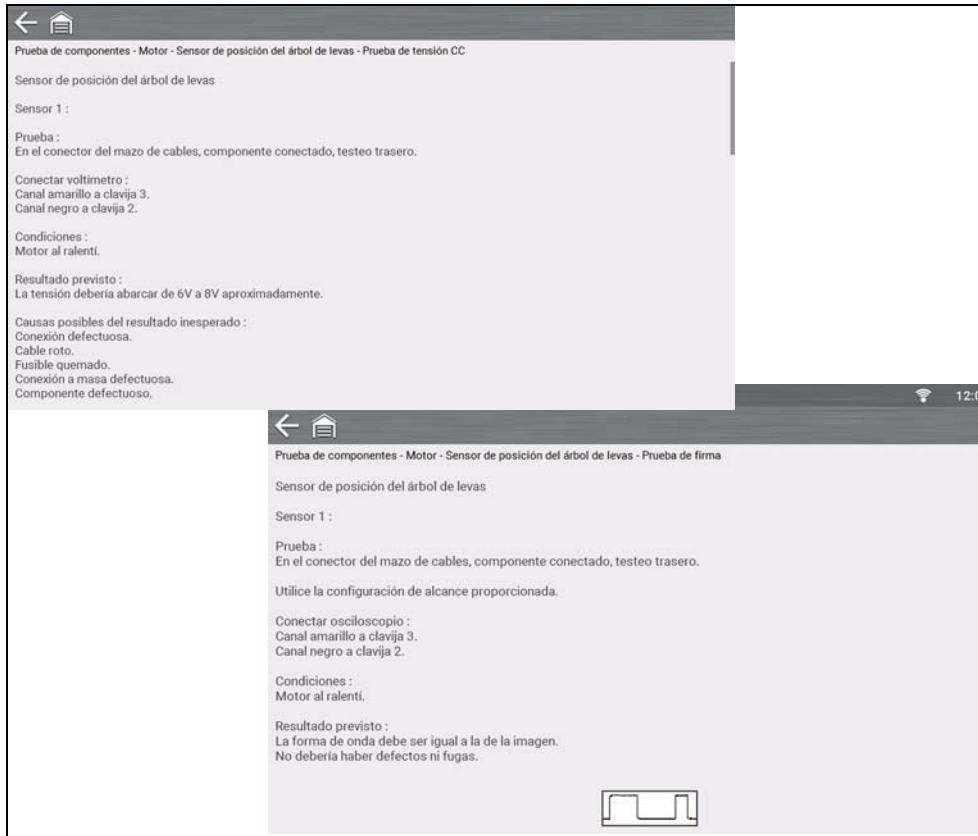 Prueba de componentes - Motor - Sensor de posición del árbol de levas - Prueba de tensión CC
Sensor de posición del árbol de levas
Sensor 1 :
Prueba :
En el conector del mazo de cables, componente conectado, testeo trasero.
Conectar voltímetro :
Canal amarillo a clavija 3.
Canal negro a clavija 2.
Condiciones :
Motor al ralentí.
Resultado previsto :
La tensión debería abarcar de 6V a 8V aproximadamente.
Causas posibles del resultado inesperado :
Conexión defectuosa.
Cable roto.
Fusible quemado.
Conexión a masa defectuosa.
Componente defectuoso.
Prueba de componentes - Motor - Sensor de posición del árbol de levas - Prueba de firma
Sensor de posición del árbol de levas
Sensor 1 :
Prueba :
En el conector del mazo de cables, componente conectado, testeo trasero.
Utilice la configuración de alcance proporcionada.
Conectar osciloscopio :
Canal amarillo a clavija 3.
Canal negro a clavija 2.
Condiciones :
Motor al ralentí.
Resultado previsto :
La forma de onda debe ser igual a la de la imagen.
No debería haber defectos ni fugas.